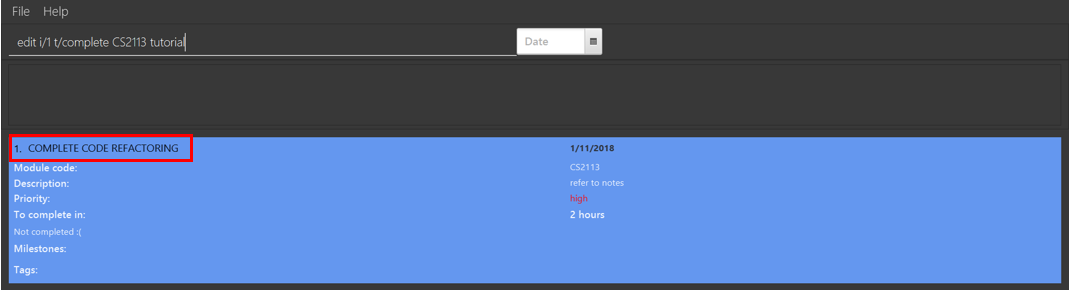 File Help
edit i/1 t/complete CS2113 tutorial Date
1. COMPLETE CODE REFACTORING 1/11/2018
Module code: CS2113
Description: refer to notes
Priority: high
To complete in: 2 hours
Not completed :(
Milestones:
Tags: